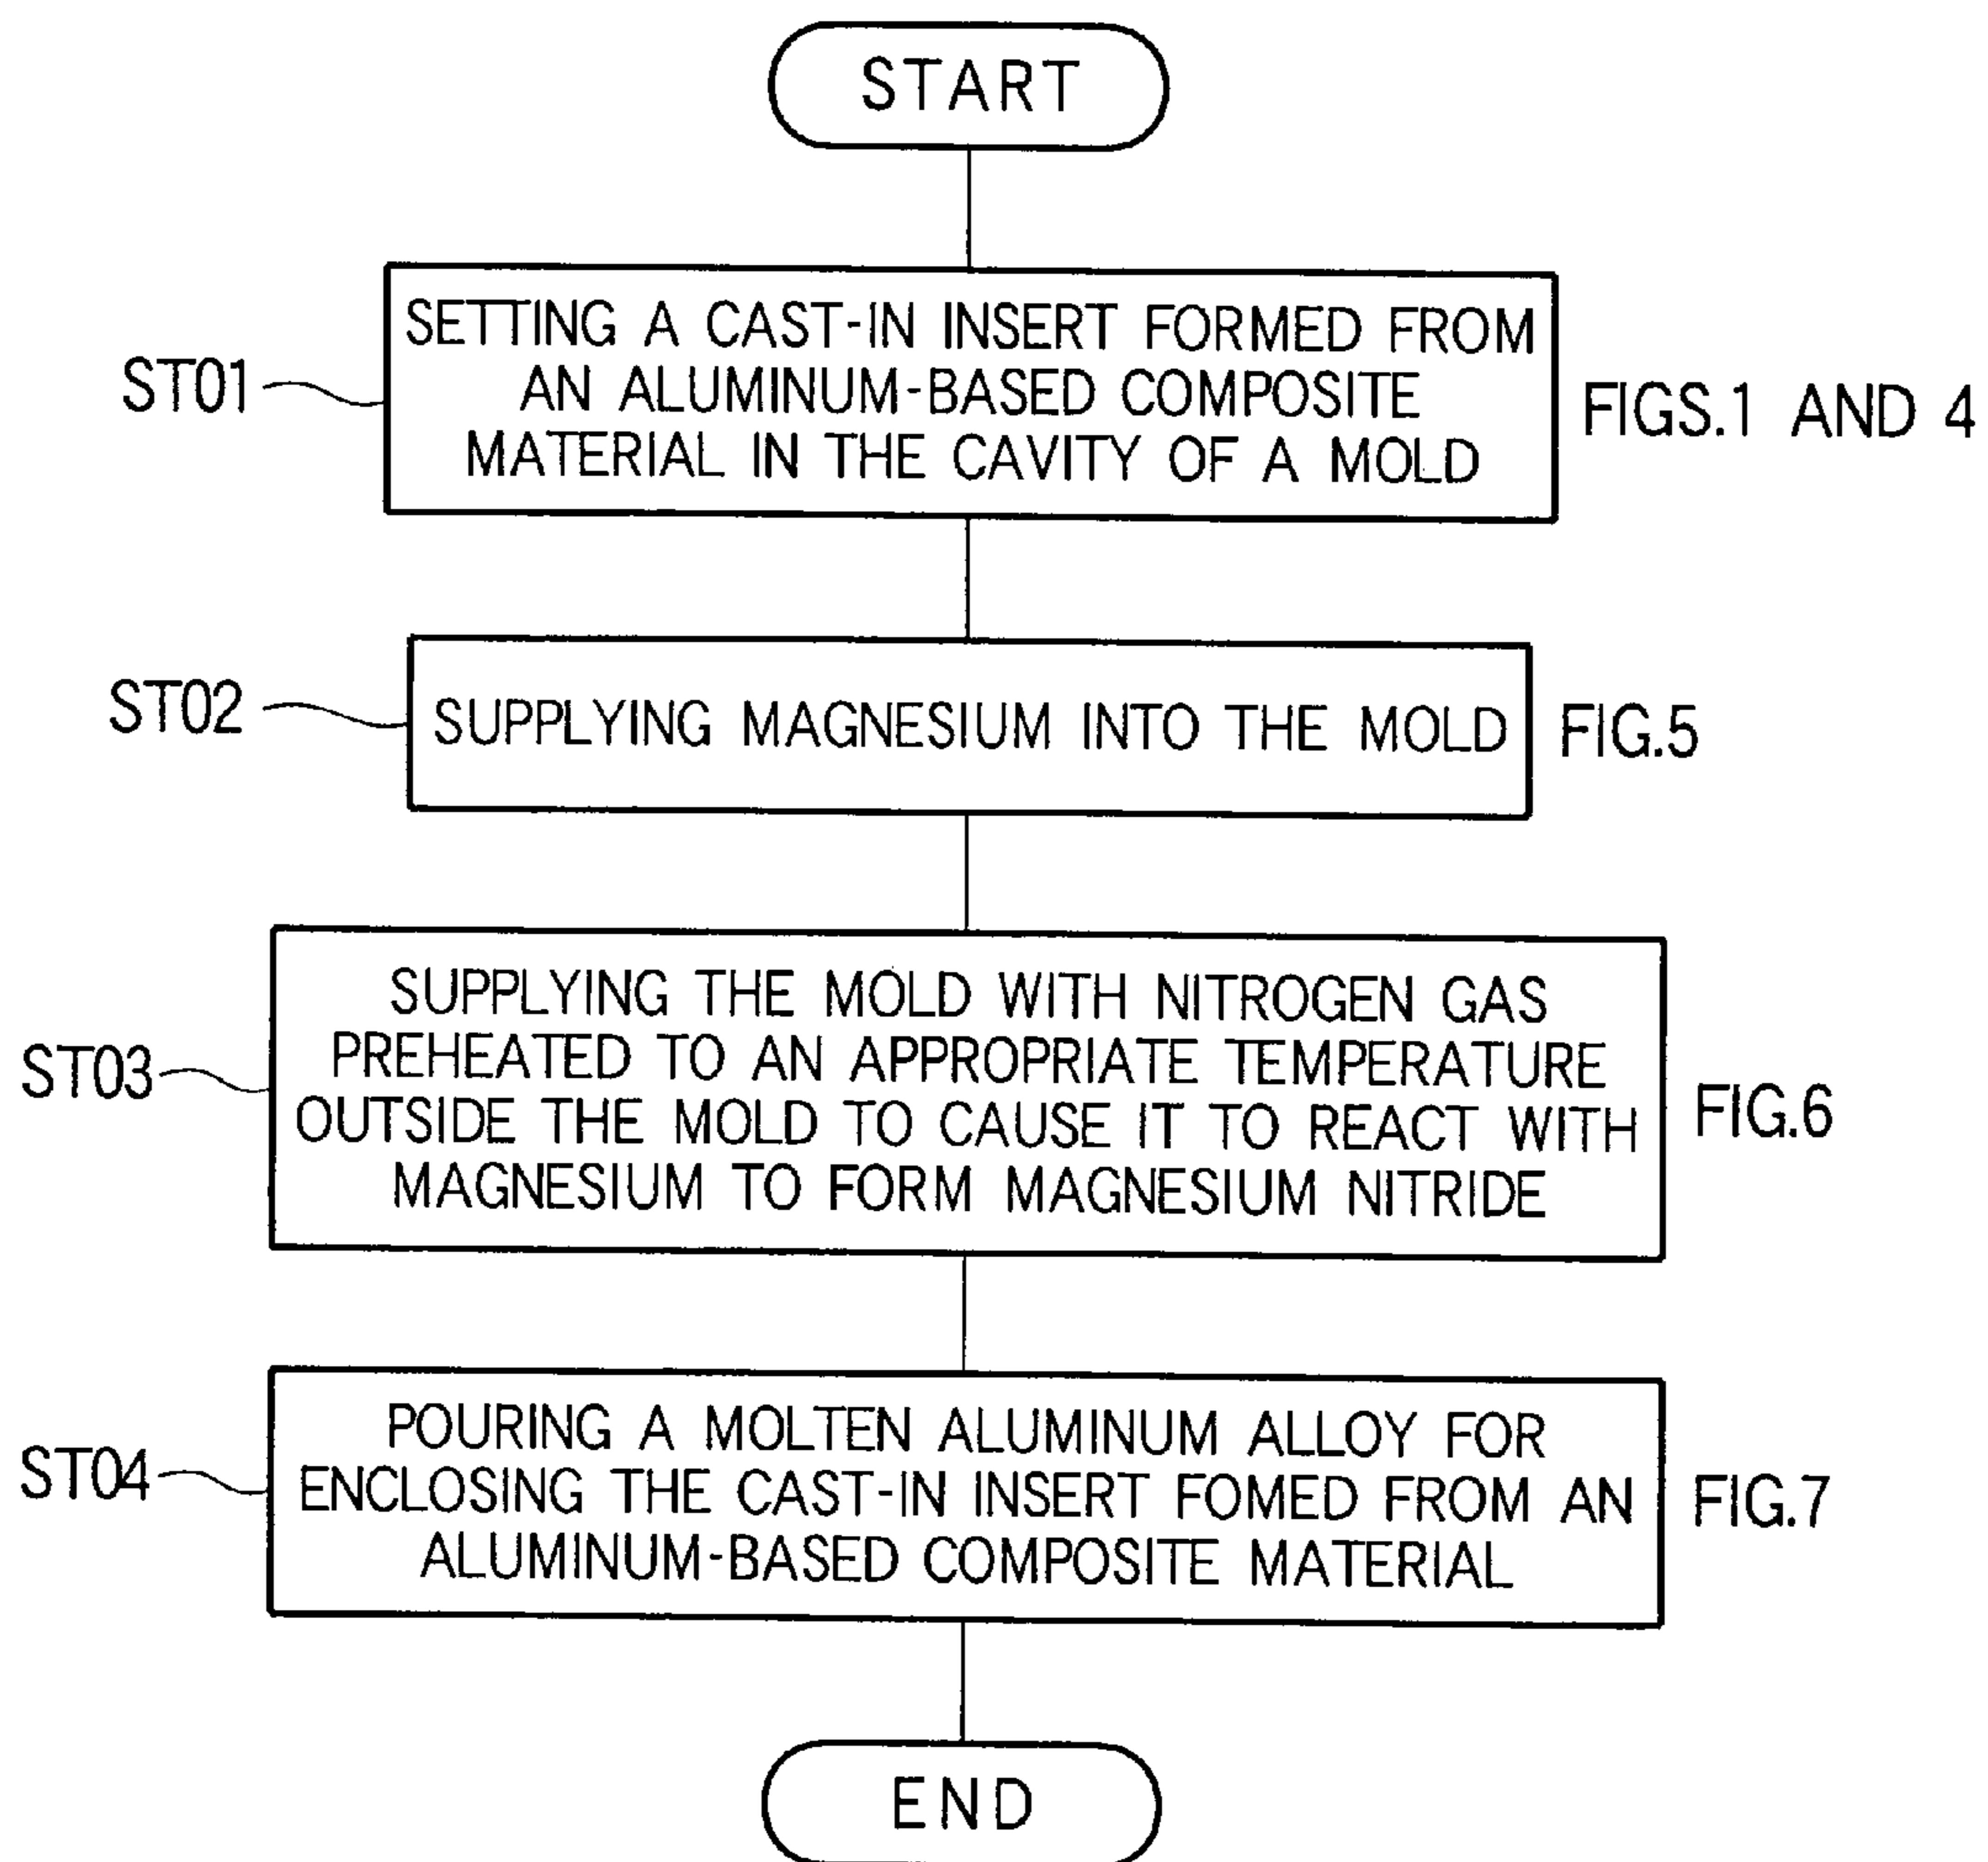 START
SETTING A CAST-IN INSERT FORMED FROM
AN ALUMINUM-BASED COMPOSITE
MATERIAL IN THE CAVITY OF A MOLD
ST01
FIGS.1 AND 4
ST02
SUPPLYING MAGNESIUM INTO THE MOLD
FIG.5
SUPPLYING THE MOLD WITH NITROGEN GAS
PREHEATED TO AN APPROPRIATE TEMPERATURE
OUTSIDE THE MOLD TO CAUSE IT TO REACT WITH
MAGNESIUM TO FORM MAGNESIUM NITRIDE
ST03
FIG.6
POURING A MOLTEN ALUMINUM ALLOY FOR
ENCLOSING THE CAST-IN INSERT FOMED FROM AN
ALUMINUM-BASED COMPOSITE MATERIAL
ST04
FIG.7
END